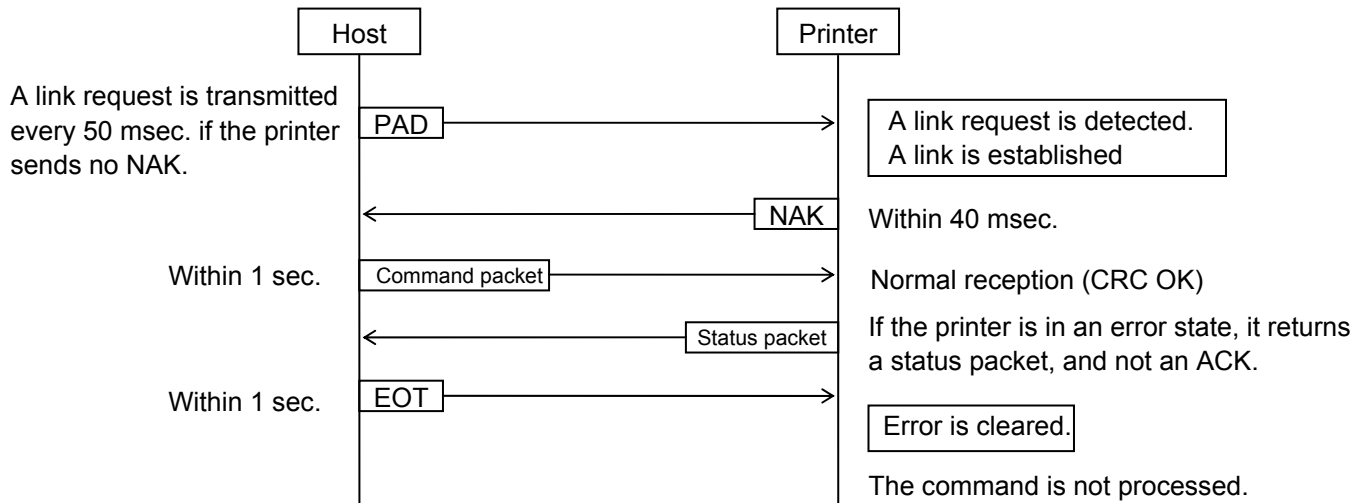 Host
Printer
A link request is transmitted
every 50 msec. if the printer
sends no NAK.
PAD
A link request is detected.
A link is established
NAK
Within 40 msec.
Within 1 sec.
Command packet
Normal reception (CRC OK)
Status packet
If the printer is in an error state, it returns
a status packet, and not an ACK.
Within 1 sec.
EOT
Error is cleared.
The command is not processed.